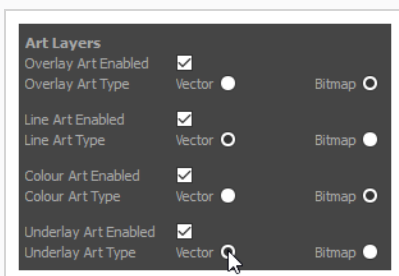 Art Layers
Overlay Art Enabled
Overlay Art Type Vector Bitmap
Line Art Enabled
Line Art Type Vector Bitmap
Colour Art Enabled
Colour Art Type Vector Bitmap
Underlay Art Enabled
Underlay Art Type Vector Bitmap